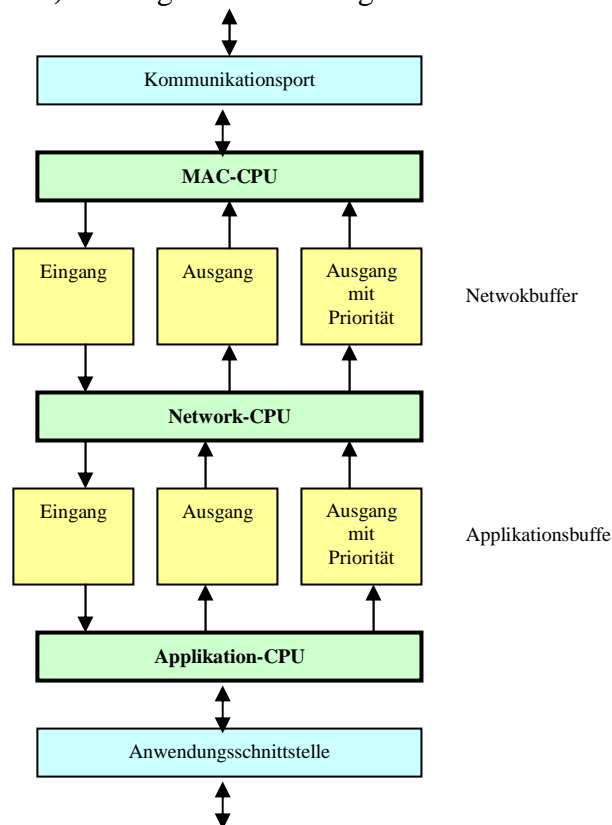 Kommunikationsport
MAC-CPU
Eingang
Ausgang
Ausgang
mit
Priorität
Netwokbuffer
Network-CPU
Eingang
Ausgang
Ausgang
mit
Priorität
Applikationsbuffe
Applikation-CPU
Anwendungsschnittstelle